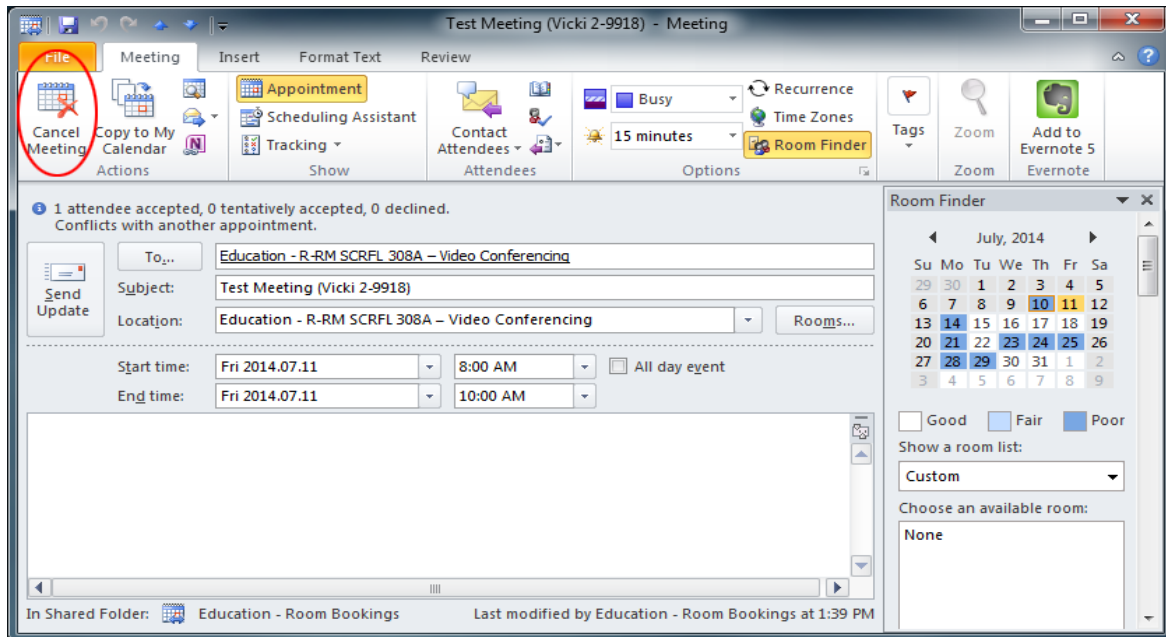 Test Meeting (Vicki 2-9918) - Meeting
File Meeting Insert Format Text Review
Cancel Meeting
Copy to My Calendar
Actions
Appointment
Scheduling Assistant
Tracking
Show
Contact Attendees
Attendees
Busy
15 minutes
Recurrence
Time Zones
Room Finder
Options
Tags
Zoom
Zoom
Add to Evernote 5
Evernote
1 attendee accepted, 0 tentatively accepted, 0 declined.
Conflicts with another appointment.
Send Update
To... Education - R-RM SCRFL 308A – Video Conferencing
Subject: Test Meeting (Vicki 2-9918)
Location: Education - R-RM SCRFL 308A – Video Conferencing Rooms...
Start time: Fri 2014.07.11 8:00 AM All day event
End time: Fri 2014.07.11 10:00 AM
In Shared Folder: Education - Room Bookings Last modified by Education - Room Bookings at 1:39 PM
Room Finder
July, 2014
Su Mo Tu We Th Fr Sa
29 30 1 2 3 4 5
6 7 8 9 10 11 12
13 14 15 16 17 18 19
20 21 22 23 24 25 26
27 28 29 30 31 1 2
3 4 5 6 7 8 9
Good Fair Poor
Show a room list:
Custom
Choose an available room:
None